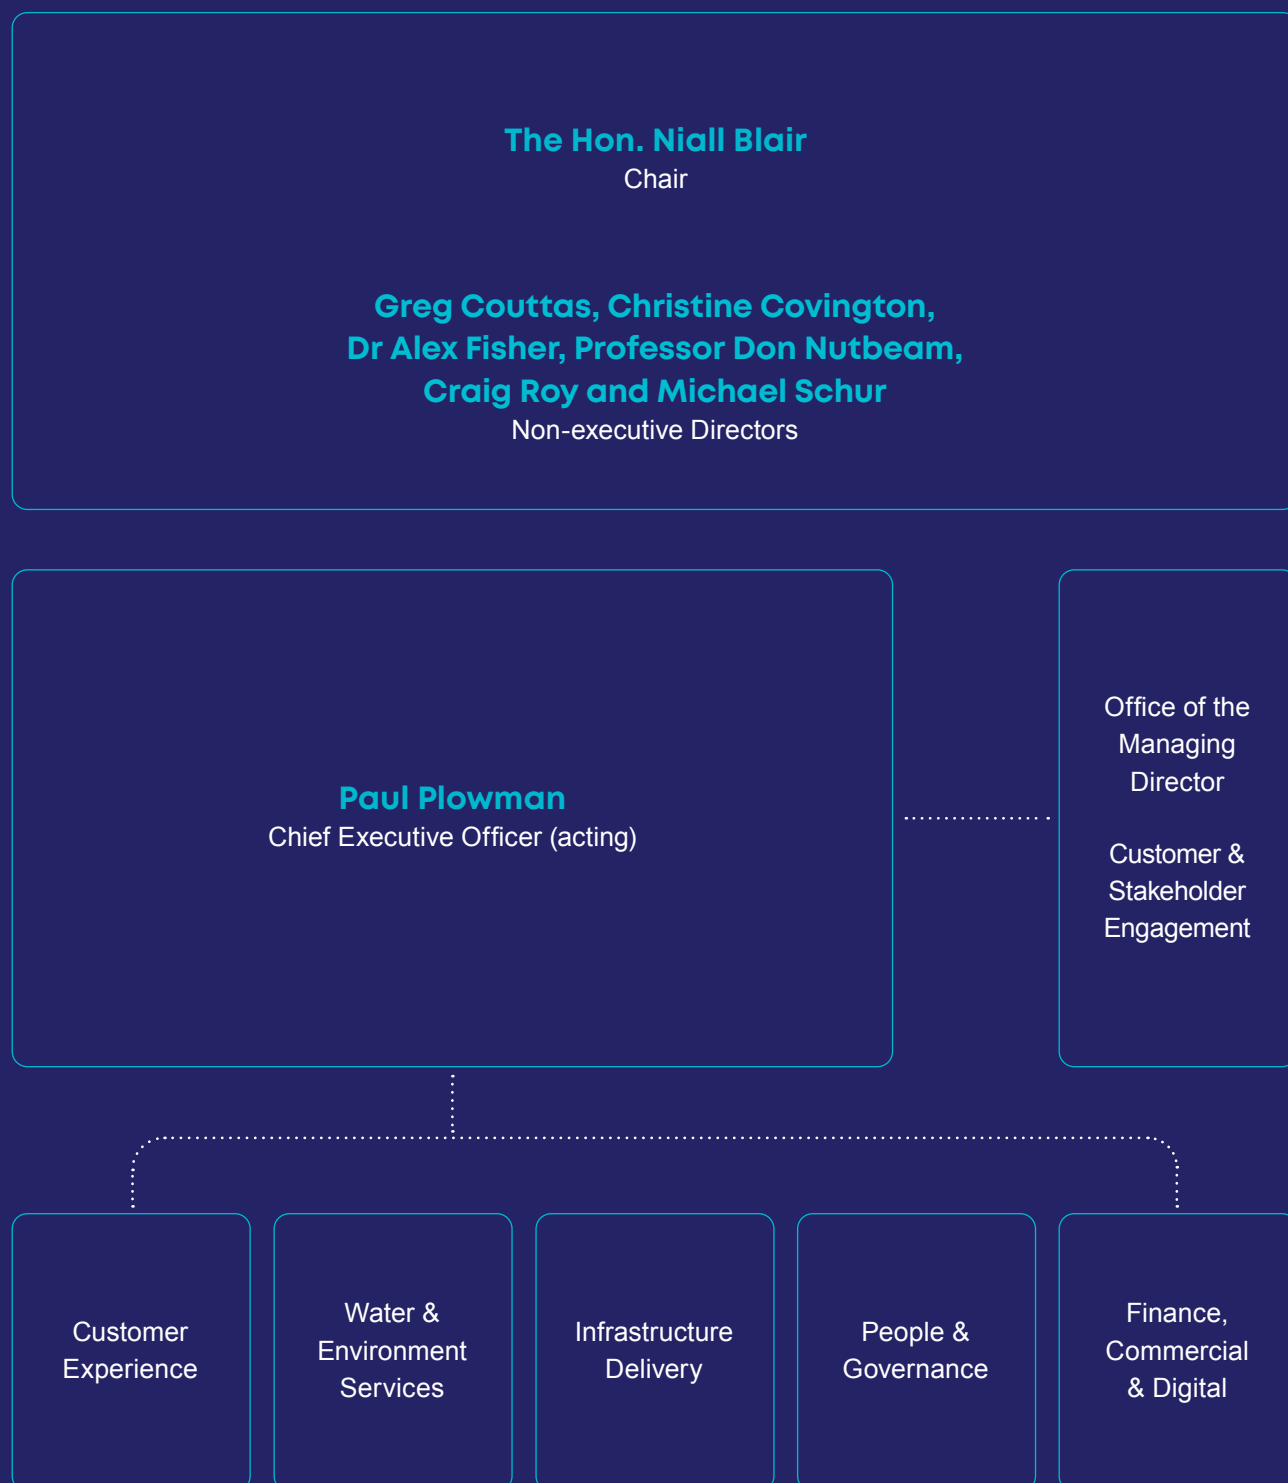 The Hon. Niall Blair
Chair
Greg Couttas, Christine Covington,
Dr Alex Fisher, Professor Don Nutbeam,
Craig Roy and Michael Schur
Non-executive Directors
Paul Plowman
Chief Executive Officer (acting)
Office of the
Managing
Director
Customer &
Stakeholder
Engagement
Customer
Experience
Water &
Environment
Services
Infrastructure
Delivery
People &
Governance
Finance,
Commercial
& Digital